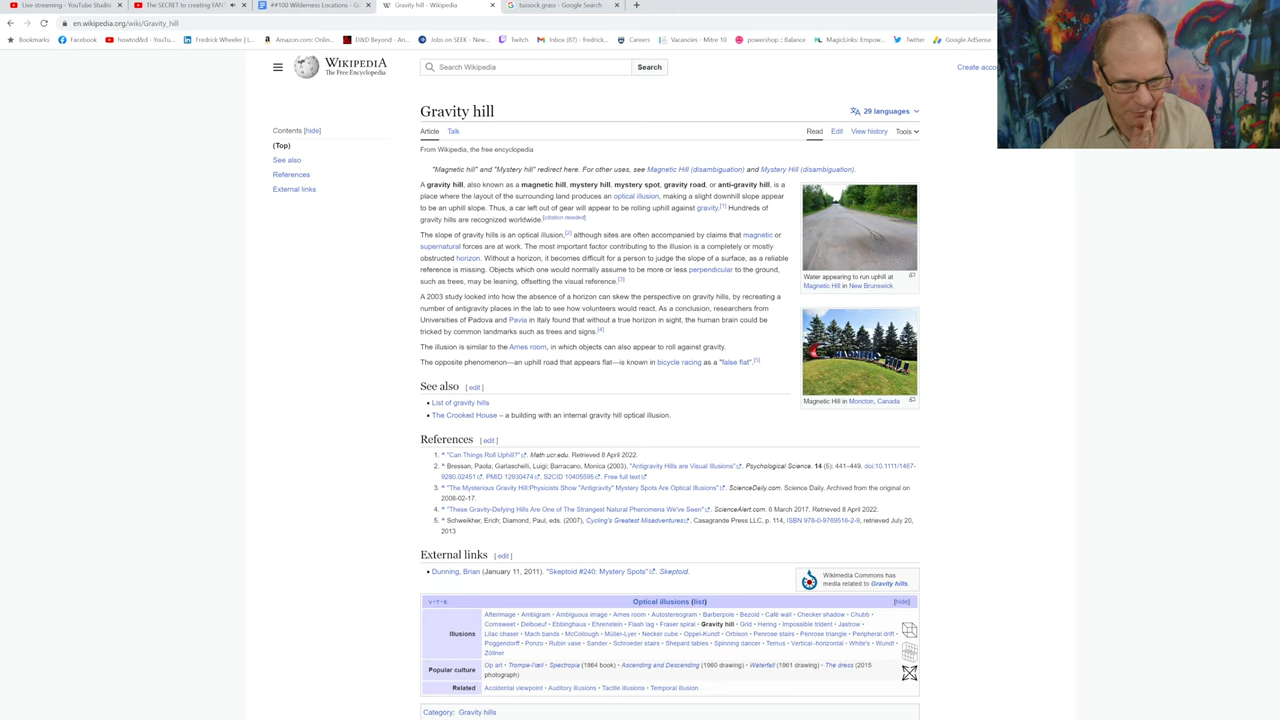 Live streaming - YouTube Studio
The SECRET to creating FAN
##100 Wilderness Locations - G
Gravity hill - Wikipedia
tussock grass - Google Search
en.wikipedia.org/wiki/Gravity_hill
Bookmarks
Facebook
howtod&d - YouTu...
Fredrick Wheeler | L...
Amazon.com: Onlin...
D&D Beyond - An...
Jobs on SEEK - New...
Twitch
Inbox (87) - fredrick...
Careers
Vacancies - Mitre 10
powershop :: Balance
MagicLinks: Empow...
Twitter
Google AdSense
WIKIPEDIA
The Free Encyclopedia
Search Wikipedia
Search
Create acco
Gravity hill
29 languages
Contents [hide]
(Top)
See also
References
External links
Article
Talk
Read
Edit
View history
Tools
From Wikipedia, the free encyclopedia
"Magnetic hill" and "Mystery hill" redirect here. For other uses, see Magnetic Hill (disambiguation) and Mystery Hill (disambiguation).
A gravity hill, also known as a magnetic hill, mystery hill, mystery spot, gravity road, or anti-gravity hill, is a
place where the layout of the surrounding land produces an optical illusion, making a slight downhill slope appear
to be an uphill slope. Thus, a car left out of gear will appear to be rolling uphill against gravity.[1] Hundreds of
gravity hills are recognized worldwide.[citation needed]
The slope of gravity hills is an optical illusion,[2] although sites are often accompanied by claims that magnetic or
supernatural forces are at work. The most important factor contributing to the illusion is a completely or mostly
obstructed horizon. Without a horizon, it becomes difficult for a person to judge the slope of a surface, as a reliable
reference is missing. Objects which one would normally assume to be more or less perpendicular to the ground,
such as trees, may be leaning, offsetting the visual reference.[3]
A 2003 study looked into how the absence of a horizon can skew the perspective on gravity hills, by recreating a
number of antigravity places in the lab to see how volunteers would react. As a conclusion, researchers from
Universities of Padova and Pavia in Italy found that without a true horizon in sight, the human brain could be
tricked by common landmarks such as trees and signs.[4]
The illusion is similar to the Ames room, in which objects can also appear to roll against gravity.
The opposite phenomenon—an uphill road that appears flat—is known in bicycle racing as a "false flat".[5]
Water appearing to run uphill at
Magnetic Hill in New Brunswick
MAGNETIC HILL
Magnetic Hill in Moncton, Canada
See also [ edit ]
• List of gravity hills
• The Crooked House – a building with an internal gravity hill optical illusion.
References [ edit ]
1. ^ "Can Things Roll Uphill?". Math.ucr.edu. Retrieved 8 April 2022.
2. ^ Bressan, Paola; Garlaschelli, Luigi; Barracano, Monica (2003). "Antigravity Hills are Visual Illusions". Psychological Science. 14 (5): 441–449. doi:10.1111/1467-
9280.02451. PMID 12930474. S2CID 10405595. Free full text
3. ^ "The Mysterious Gravity Hill:Physicists Show "Antigravity" Mystery Spots Are Optical Illusions". ScienceDaily.com. Science Daily. Archived from the original on
2008-02-17.
4. ^ "These Gravity-Defying Hills Are One of The Strangest Natural Phenomena We've Seen". ScienceAlert.com. 6 March 2017. Retrieved 8 April 2022.
5. ^ Schweikher, Erich; Diamond, Paul, eds. (2007), Cycling's Greatest Misadventures, Casagrande Press LLC, p. 114, ISBN 978-0-9769516-2-9, retrieved July 20,
2013
External links [ edit ]
• Dunning, Brian (January 11, 2011). "Skeptoid #240: Mystery Spots". Skeptoid.
Wikimedia Commons has
media related to Gravity hills.
V·T·E
Optical illusions (list)
[hide]
Illusions
Afterimage • Ambigram • Ambiguous image • Ames room • Autostereogram • Barberpole • Bezold • Café wall • Checker shadow • Chubb •
Cornsweet • Delboeuf • Ebbinghaus • Ehrenstein • Flash lag • Fraser spiral • Gravity hill • Grid • Hering • Impossible trident • Jastrow •
Lilac chaser • Mach bands • McCollough • Müller-Lyer • Necker cube • Oppel-Kundt • Orbison • Penrose stairs • Penrose triangle • Peripheral drift •
Poggendorff • Ponzo • Rubin vase • Sander • Schroeder stairs • Shepard tables • Spinning dancer • Ternus • Vertical–horizontal • White's • Wundt •
Zöllner
Popular culture
Op art • Trompe-l'œil • Spectropia (1864 book) • Ascending and Descending (1960 drawing) • Waterfall (1961 drawing) • The dress (2015
photograph)
Related
Accidental viewpoint • Auditory illusions • Tactile illusions • Temporal illusion
Category: Gravity hills